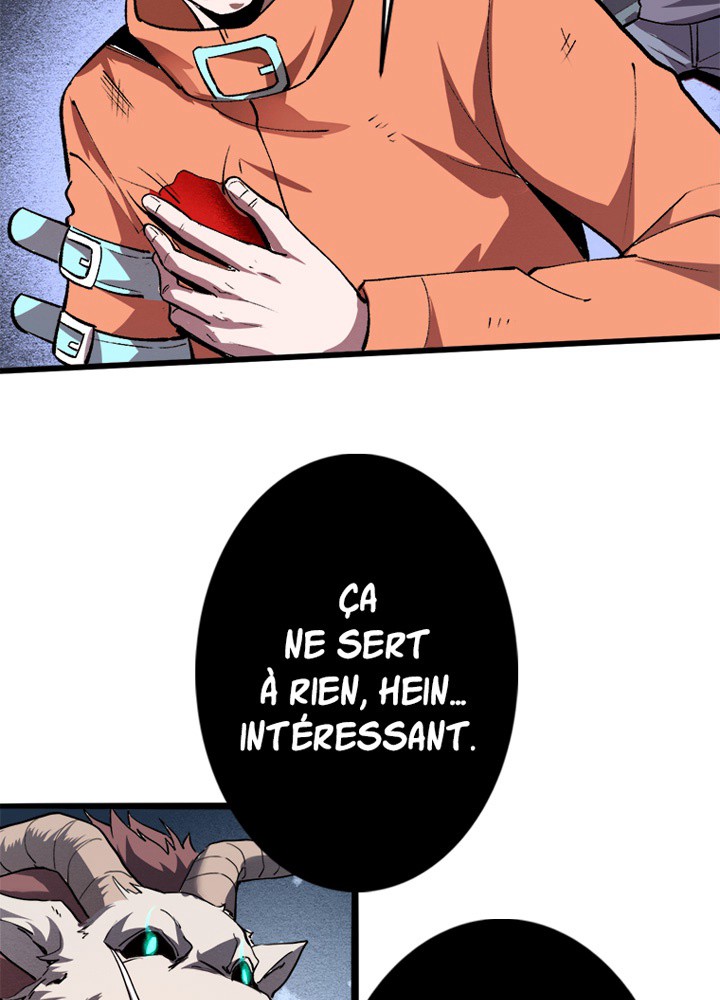 ÇA
NE SERT
À RIEN, HEIN...
INTÉRESSANT.